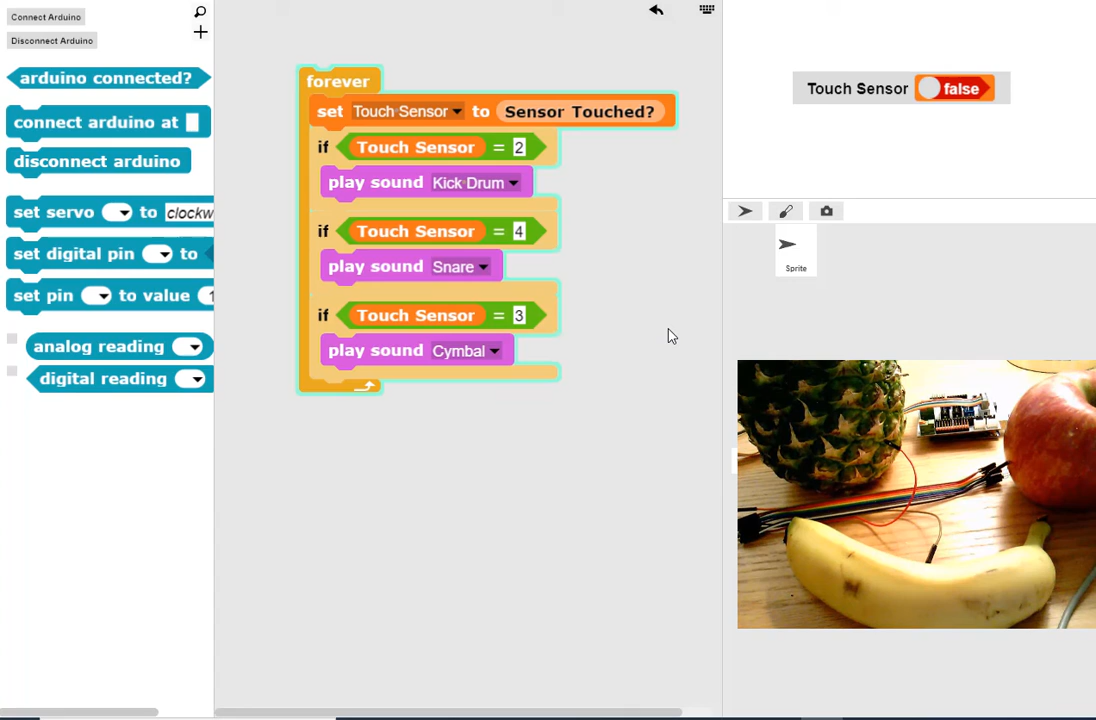 Connect Arduino
Disconnect Arduino
arduino connected?
connect arduino at
disconnect arduino
set servo to clockw
set digital pin to
set pin to value 1
analog reading
digital reading
forever
set Touch Sensor to Sensor Touched?
if Touch Sensor = 2
play sound Kick Drum
if Touch Sensor = 4
play sound Snare
if Touch Sensor = 3
play sound Cymbal
Touch Sensor false
Sprite